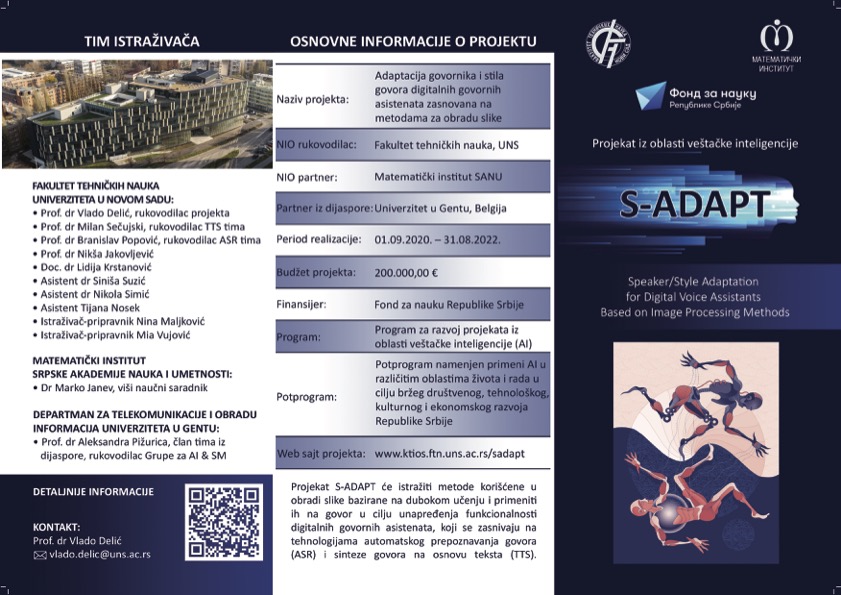 TIM ISTRAŽIVAČA
FAKULTET TEHNIČKIH NAUKA
UNIVERZITETA U NOVOM SADU:
• Prof. dr Vlado Delić, rukovodilac projekta
• Prof. dr Milan Sečujski, rukovodilac TTS tima
• Prof. dr Branislav Popović, rukovodilac ASR tima
• Prof. dr Nikša Jakovljević
• Doc. dr Lidija Krstanović
• Asistent dr Siniša Suzić
• Asistent dr Nikola Simić
• Asistent Tijana Nosek
• Istraživač-pripravnik Nina Maljković
• Istraživač-pripravnik Mia Vujović
MATEMATIČKI INSTITUT
SRPSKE AKADEMIJE NAUKA I UMETNOSTI:
• Dr Marko Janev, viši naučni saradnik
DEPARTMAN ZA TELEKOMUNIKACIJE I OBRADU
INFORMACIJA UNIVERZITETA U GENTU:
• Prof. dr Aleksandra Pižurica, član tima iz
dijaspore, rukovodilac Grupe za AI & SM
DETALJNIJE INFORMACIJE
KONTAKT:
Prof. dr Vlado Delić
vlado.delic@uns.ac.rs
OSNOVNE INFORMACIJE O PROJEKTU
Naziv projekta:
Adaptacija govornika i stila
govora digitalnih govornih
asistenata zasnovana na
metodama za obradu slike
NIO rukovodilac: Fakultet tehničkih nauka, UNS
NIO partner: Matematički institut SANU
Partner iz dijaspore: Univerzitet u Gentu, Belgija
Period realizacije: 01.09.2020. – 31.08.2022.
Budžet projekta: 200.000,00 €
Finansijer: Fond za nauku Republike Srbije
Program:
Program za razvoj projekata iz
oblasti veštačke inteligencije (AI)
Potprogram:
Potprogram namenjen primeni AI u
različitim oblastima života i rada u
cilju bržeg društvenog, tehnološkog,
kulturnog i ekonomskog razvoja
Republike Srbije
Web sajt projekta: www.ktios.ftn.uns.ac.rs/sadapt
Projekat S-ADAPT će istražiti metode korišćene u
obradi slike bazirane na dubokom učenju i primeniti
ih na govor u cilju unapređenja funkcionalnosti
digitalnih govornih asistenata, koji se zasnivaju na
tehnologijama automatskog prepoznavanja govora
(ASR) i sinteze govora na osnovu teksta (TTS).
МАТЕМАТИЧКИ
ИНСТИТУТ
Фонд за науку
Републике Србије
Projekat iz oblasti veštačke inteligencije
S-ADAPT
Speaker/Style Adaptation
for Digital Voice Assistants
Based on Image Processing Methods